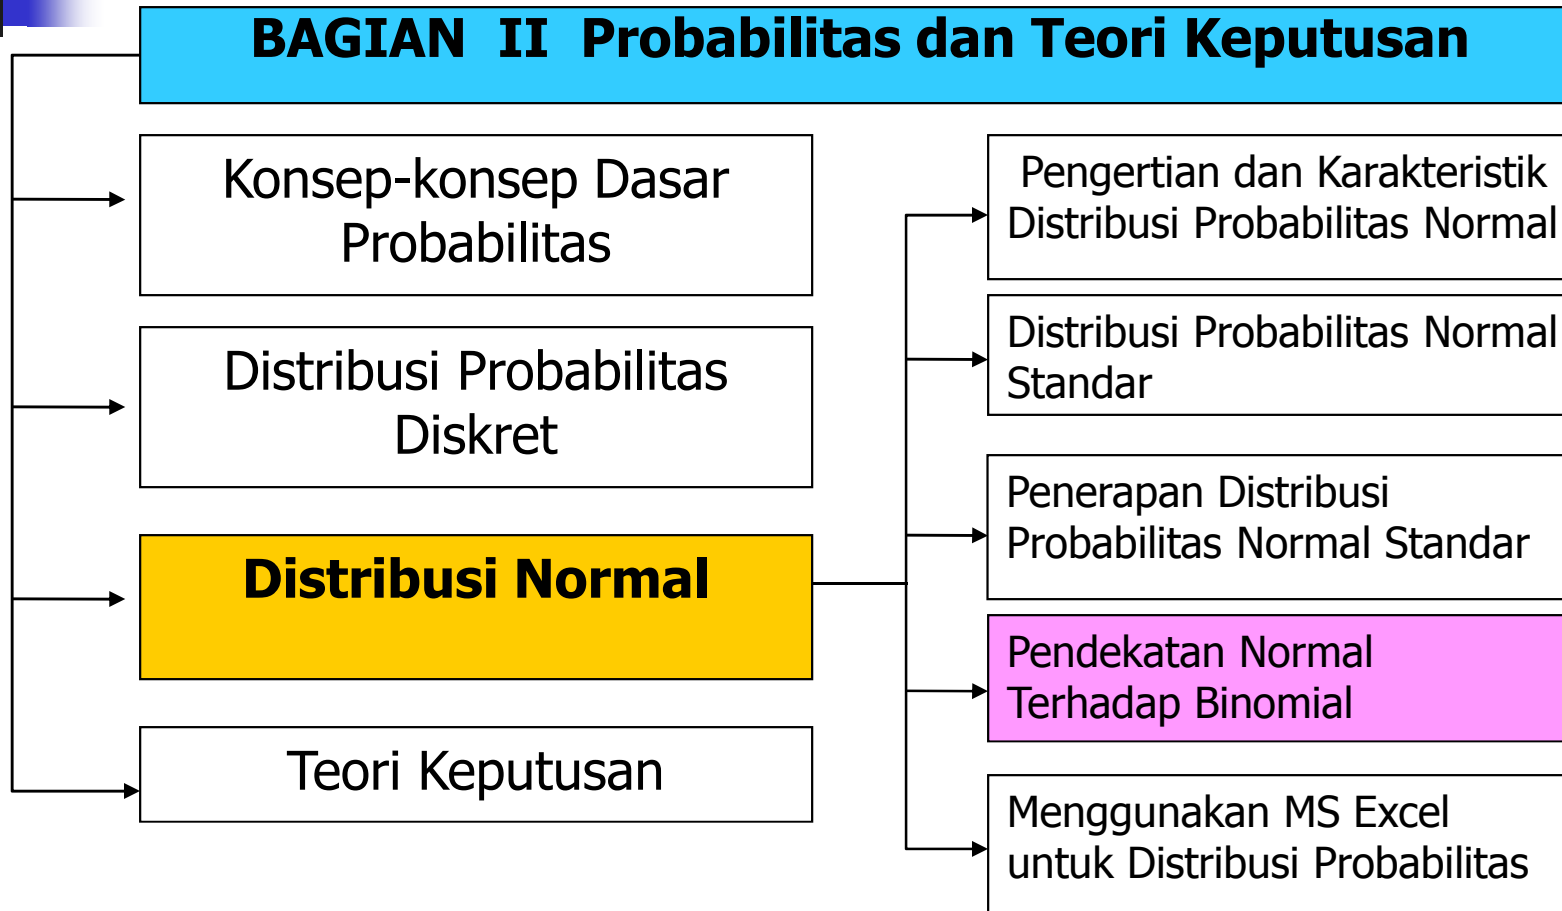 BAGIAN II Probabilitas dan Teori Keputusan
Konsep-konsep Dasar
Probabilitas
Distribusi Probabilitas
Diskret
Distribusi Normal
Teori Keputusan
Pengertian dan Karakteristik
Distribusi Probabilitas Normal
Distribusi Probabilitas Normal
Standar
Penerapan Distribusi
Probabilitas Normal Standar
Pendekatan Normal
Terhadap Binomial
Menggunakan MS Excel
untuk Distribusi Probabilitas